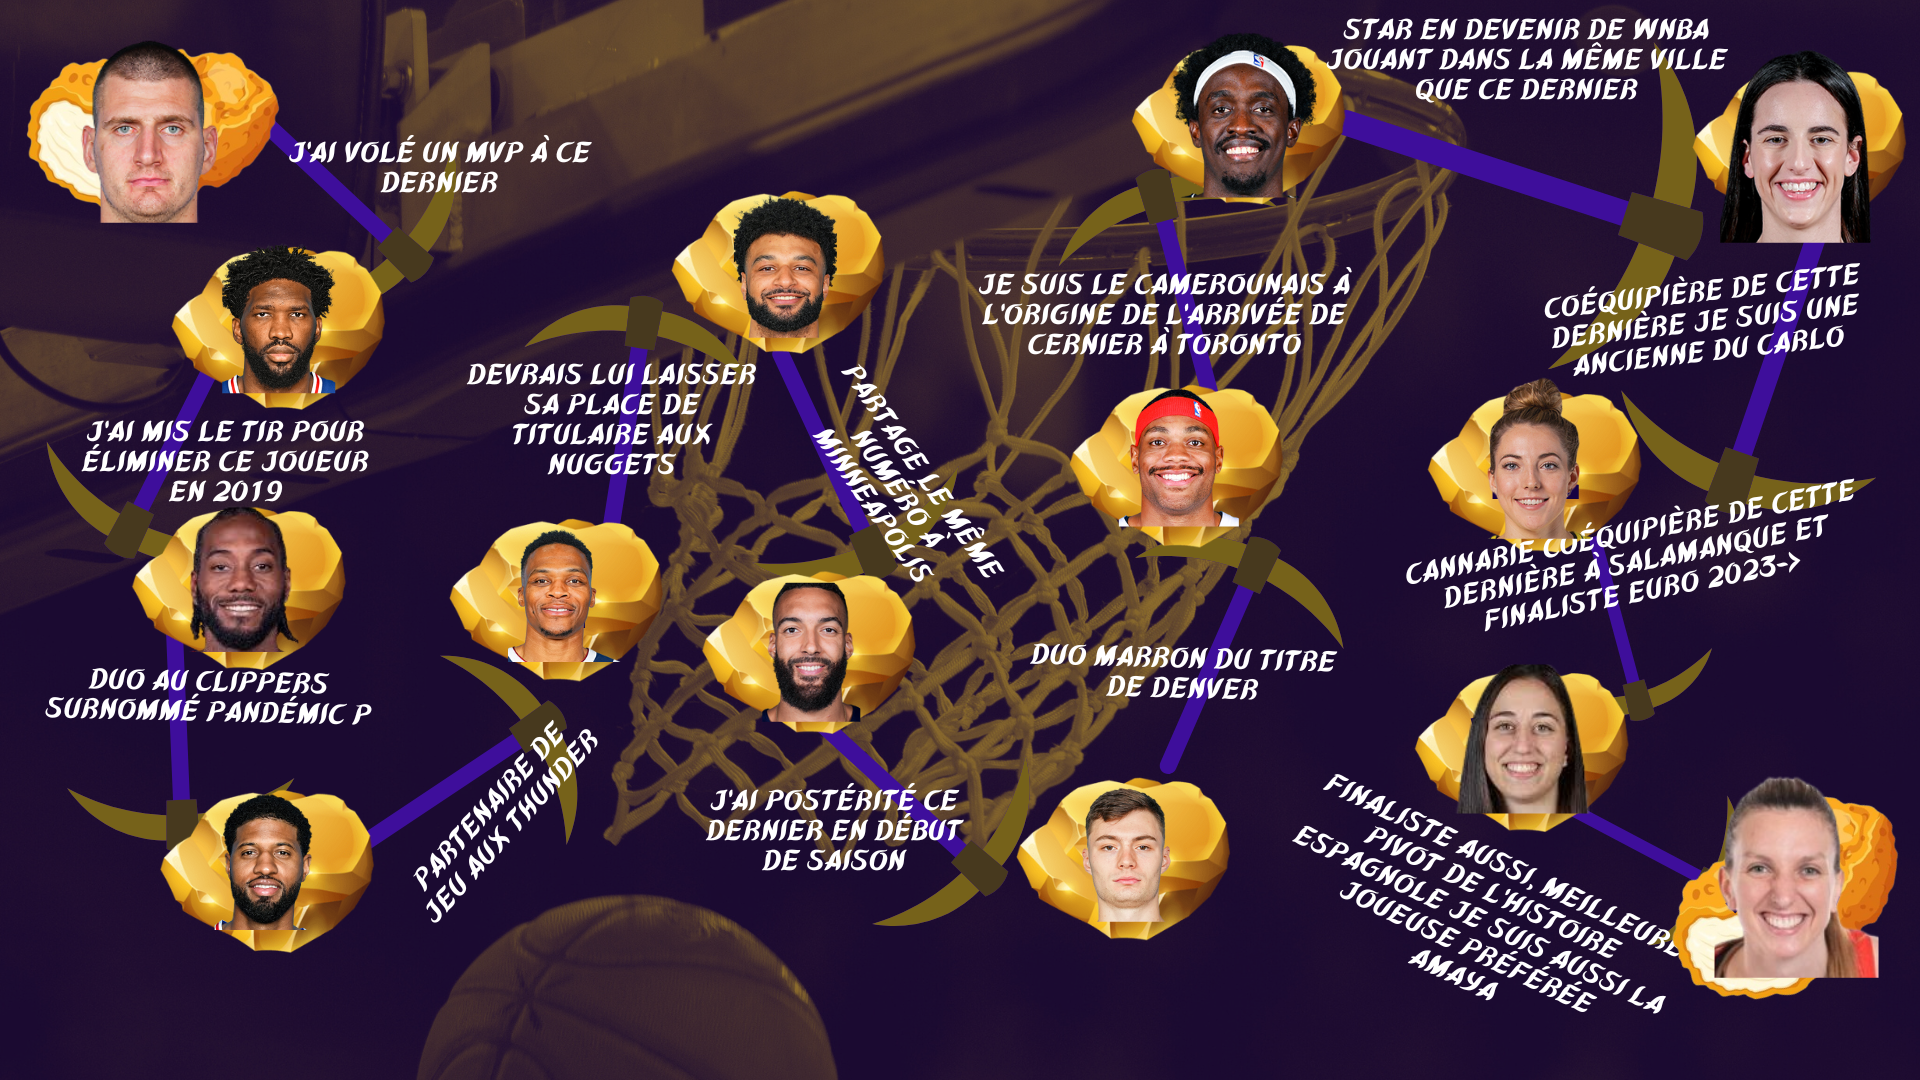 STAR EN DEVENIR DE WNBA
JOUANT DANS LA MÊME VILLE
QUE CE DERNIER
J'AI VOLÉ UN MVP À CE
DERNIER
JE SUIS LE CAMEROUNAIS À
L'ORIGINE DE L'ARRIVÉE DE
CERNIER À TORONTO
COÉQUIPIÈRE DE CETTE
DERNIÈRE JE SUIS UNE
ANCIENNE DU CARLO
DEVRAIS LUI LAISSER
SA PLACE DE
TITULAIRE AUX
NUGGETS
PARTAGE LE MÊME
NUMÉRO À
MINNEAPOLIS
J'AI MIS LE TIR POUR
ÉLIMINER CE JOUEUR
EN 2019
CANNARIE COÉQUIPIÈRE DE CETTE
DERNIÈRE À SALAMANQUE ET
FINALISTE EURO 2023->
DUO MARRON DU TITRE
DE DENVER
DUO AU CLIPPERS
SURNOMMÉ PANDÉMIC P
PARTENAIRE DE
JEU AUX THUNDER
J'AI POSTÉRITÉ CE
DERNIER EN DÉBUT
DE SAISON
FINALISTE AUSSI, MEILLEURE
PIVOT DE L'HISTOIRE
ESPAGNOLE JE SUIS AUSSI LA
JOUEUSE PRÉFÉRÉE
AMAYA